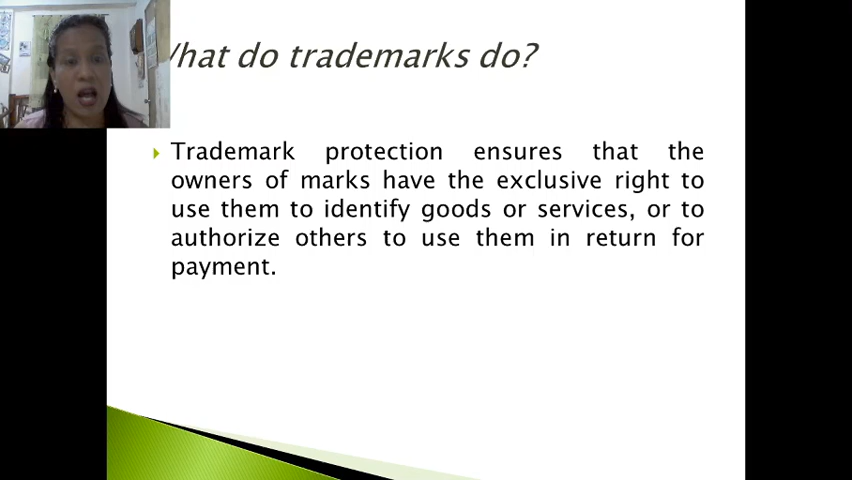 hat do trademarks do?
Trademark protection ensures that the
owners of marks have the exclusive right to
use them to identify goods or services, or to
authorize others to use them in return for
payment.